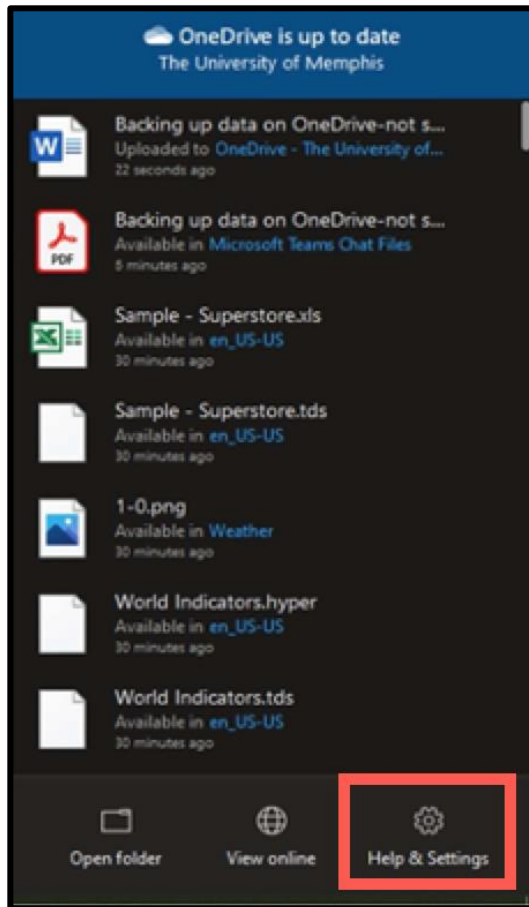 OneDrive is up to date
The University of Memphis
Backing up data on OneDrive-not s...
Uploaded to OneDrive - The University of...
22 seconds ago
Backing up data on OneDrive-not s...
Available in Microsoft Teams Chat Files
5 minutes ago
Sample - Superstore.xls
Available in en_US-US
30 minutes ago
Sample - Superstore.tds
Available in en_US-US
30 minutes ago
1-0.png
Available in Weather
30 minutes ago
World Indicators.hyper
Available in en_US-US
30 minutes ago
World Indicators.tds
Available in en_US-US
30 minutes ago
Open folder
View online
Help & Settings
W
PDF
X